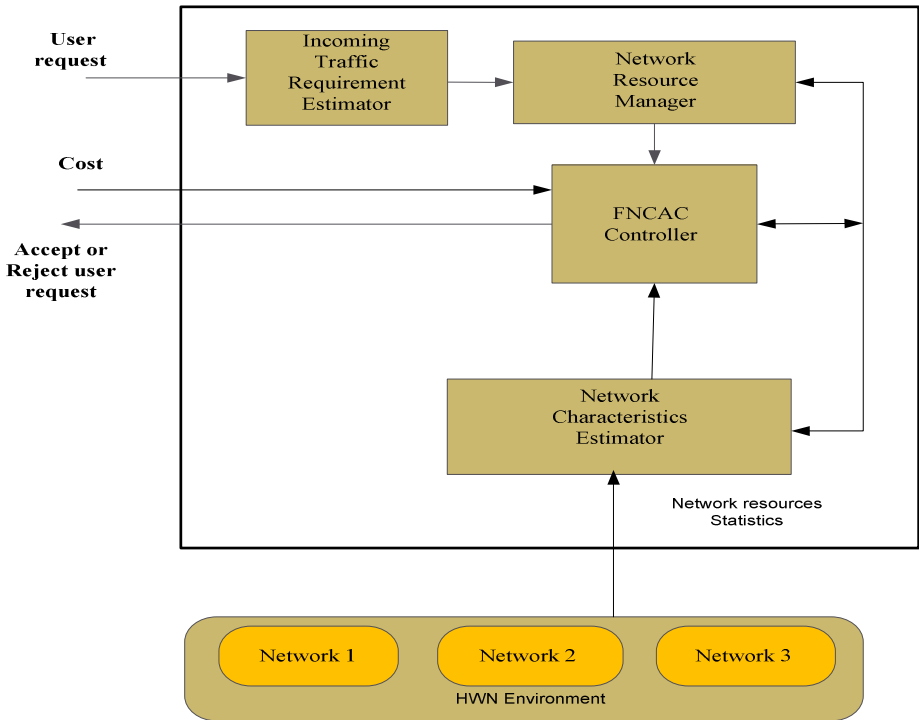 User
request
Incoming
Traffic
Requirement
Estimator
Network
Resource
Manager
Cost
FNCAC
Controller
Accept or
Reject user
request
Network
Characteristics
Estimator
Network resources
Statistics
Network 1
Network 2
Network 3
HWN Environment